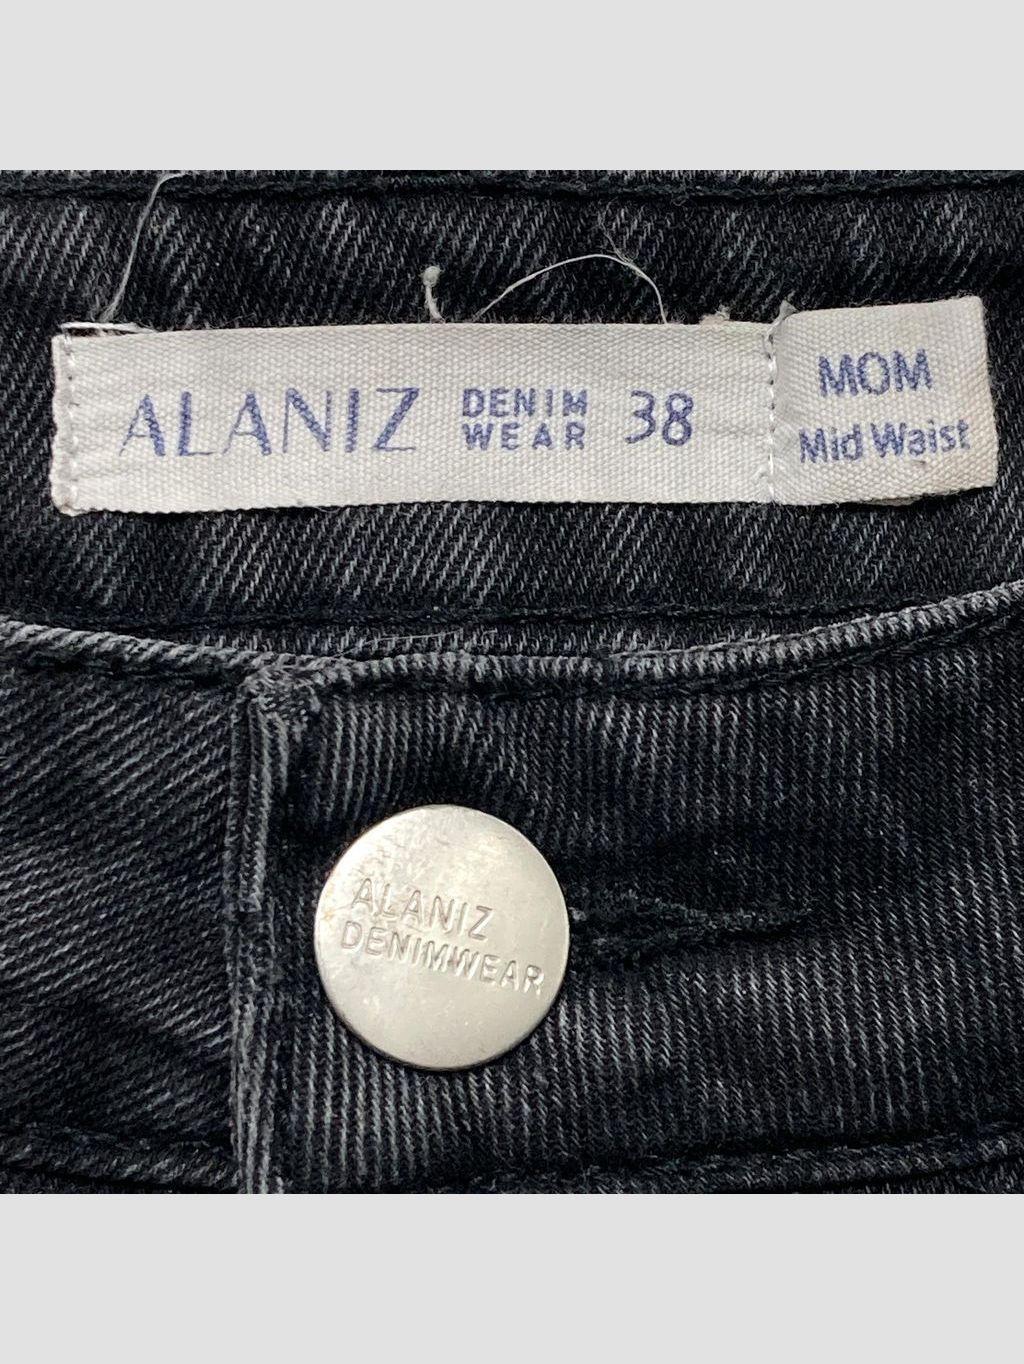 ALANIZ DENIM WEAR 38
MOM
Mid Waist
ALANIZ
DENIMWEAR